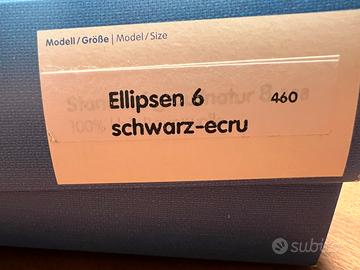 Modell/Größe | Model/Size
Ellipsen 6 460
schwarz-ecru
subito